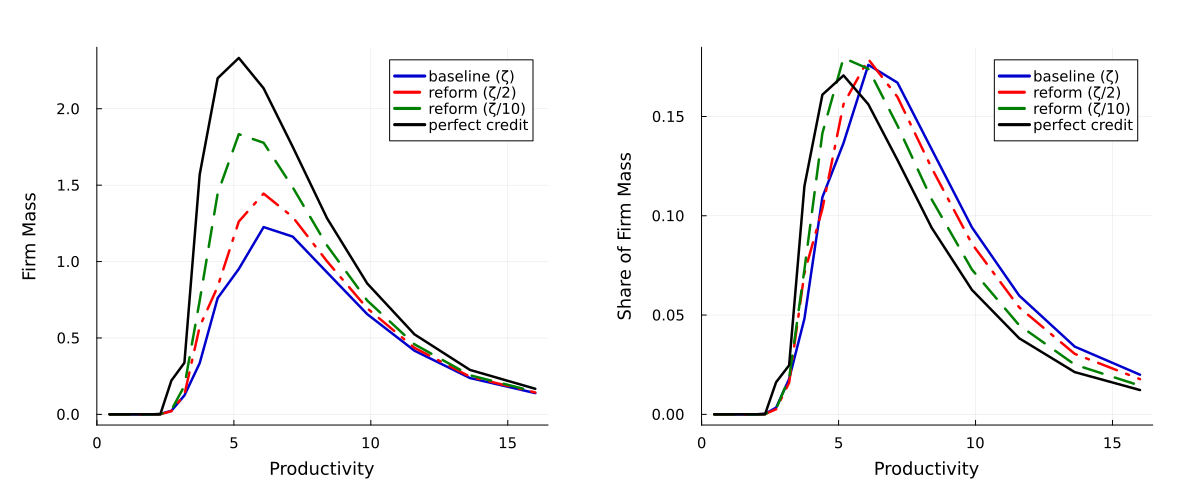 Firm Mass
2.0
1.5
1.0
0.5
0.0
0
5
10
15
Productivity
baseline (ζ)
reform (ζ/2)
reform (ζ/10)
perfect credit
Share of Firm Mass
0.15
0.10
0.05
0.00
0
5
10
15
Productivity
baseline (ζ)
reform (ζ/2)
reform (ζ/10)
perfect credit